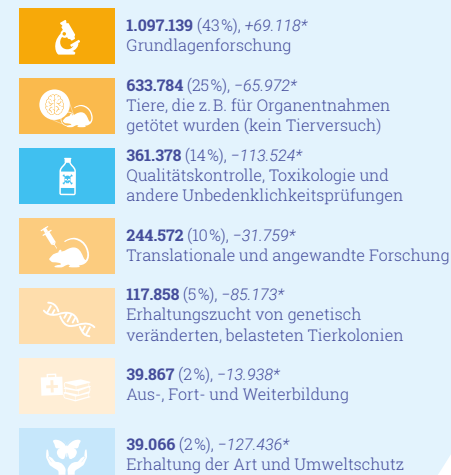 1.097.139 (43%), +69.118*
Grundlagenforschung
633.784 (25%), −65.972*
Tiere, die z. B. für Organentnahmen
getötet wurden (kein Tierversuch)
361.378 (14%), −113.524*
Qualitätskontrolle, Toxikologie und
andere Unbedenklichkeitsprüfungen
244.572 (10%), −31.759*
Translationale und angewandte Forschung
117.858 (5%), −85.173*
Erhaltungszucht von genetisch
veränderten, belasteten Tierkolonien
39.867 (2%), −13.938*
Aus-, Fort- und Weiterbildung
39.066 (2%), −127.436*
Erhaltung der Art und Umweltschutz